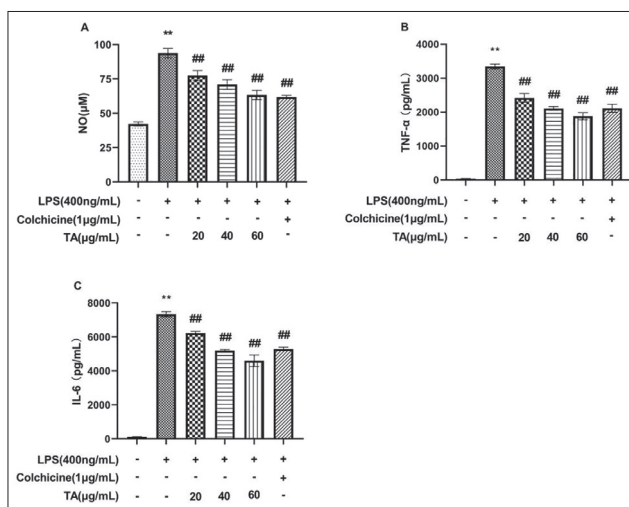 A
**
## ## ## ##
100
75
50
25
0
NO(μM)
LPS(400ng/mL) - + + + + +
Colchicine(1μg/mL) - - - - - +
TA(μg/mL) - - 20 40 60 -
B
**
## ## ## ##
4000
3000
2000
1000
0
TNF-α (pg/mL)
LPS(400ng/mL) - + + + + +
Colchicine(1μg/mL) - - - - - +
TA(μg/mL) - - 20 40 60 -
C
**
## ## ## ##
8000
6000
4000
2000
0
IL-6 (pg/mL)
LPS(400ng/mL) - + + + + +
Colchicine(1μg/mL) - - - - - +
TA(μg/mL) - - 20 40 60 -